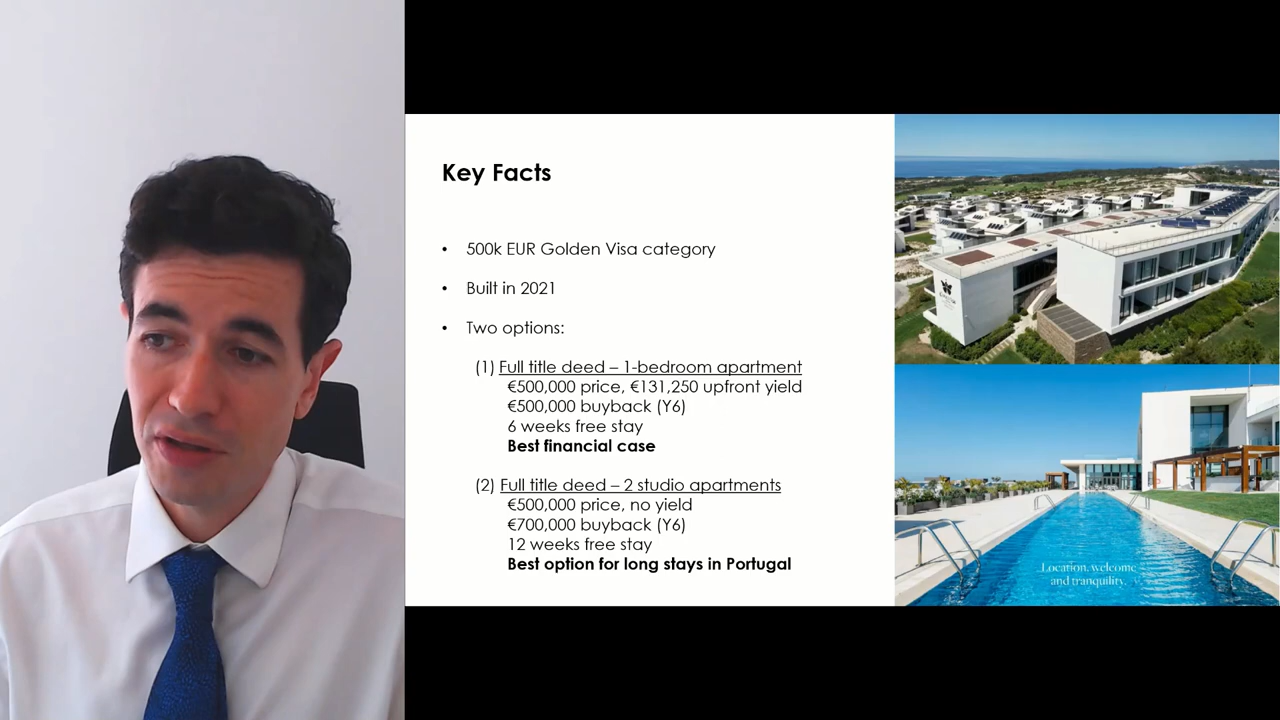 Key Facts
• 500k EUR Golden Visa category
• Built in 2021
• Two options:
(1) Full title deed – 1-bedroom apartment
€500,000 price, €131,250 upfront yield
€500,000 buyback (Y6)
6 weeks free stay
Best financial case
(2) Full title deed – 2 studio apartments
€500,000 price, no yield
€700,000 buyback (Y6)
12 weeks free stay
Best option for long stays in Portugal
Location, welcome
and tranquility.